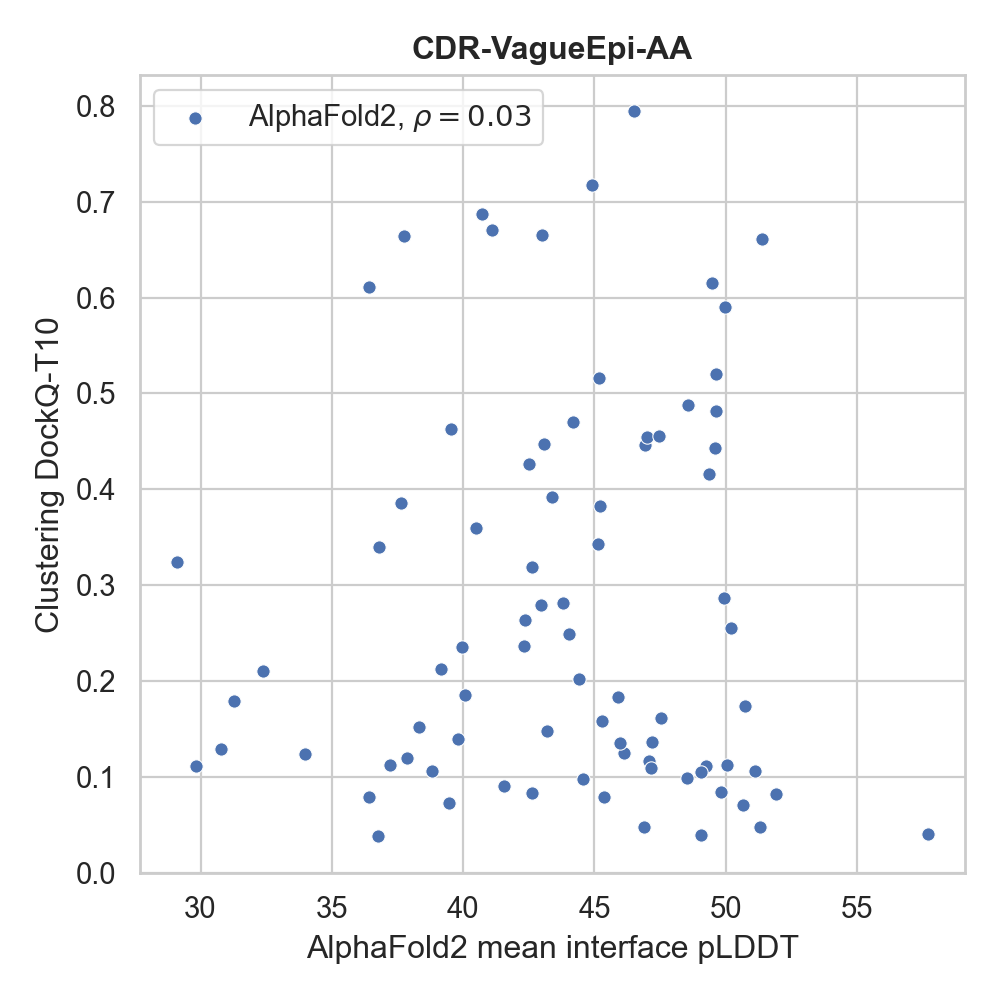 CDR-VagueEpi-AA
AlphaFold2, ρ = 0.03
Clustering DockQ-T10
0.8
0.7
0.6
0.5
0.4
0.3
0.2
0.1
0.0
30 35 40 45 50 55
AlphaFold2 mean interface pLDDT